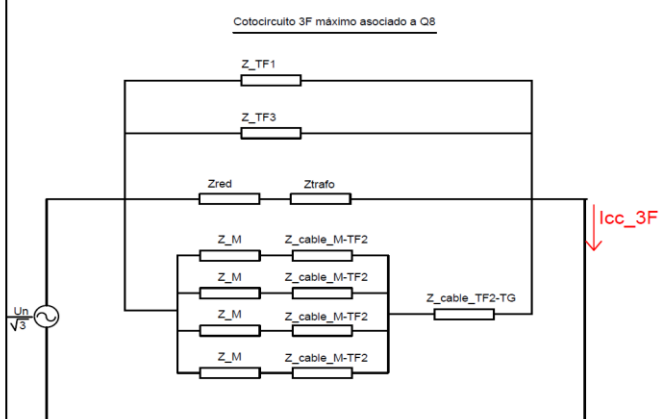 Cotocircuito 3F máximo asociado a Q8
Z_TF1
Z_TF3
Zred Ztrafo
Icc_3F
Z_M Z_cable_M-TF2
Z_M Z_cable_M-TF2
Z_cable_TF2-TG
Un
√3
Z_M Z_cable_M-TF2
Z_M Z_cable_M-TF2